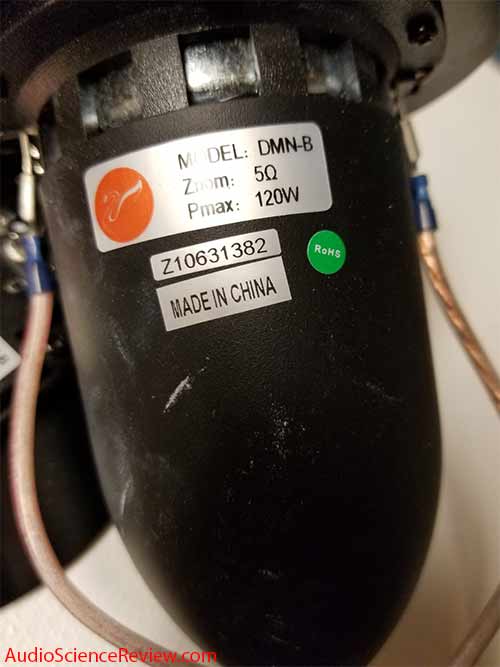 MODEL: DMN-B
Znom: 5Ω
Pmax: 120W
Z10631382
RoHS
MADE IN CHINA
AudioScienceReview.com